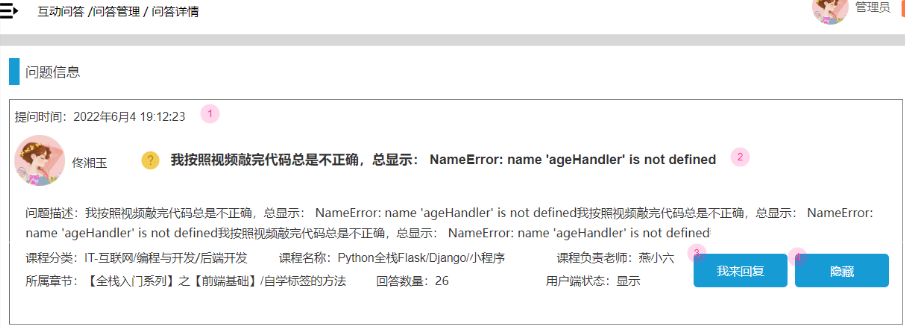 互动问答 /问答管理 / 问答详情
管理员
问题信息
提问时间：2022年6月4 19:12:23
1
佟湘玉
?
我按照视频敲完代码总是不正确，总显示： NameError: name 'ageHandler' is not defined
2
问题描述：我按照视频敲完代码总是不正确，总显示： NameError: name 'ageHandler' is not defined我按照视频敲完代码总是不正确，总显示： NameError:
name 'ageHandler' is not defined我按照视频敲完代码总是不正确，总显示： NameError: name 'ageHandler' is not defined
课程分类：IT-互联网/编程与开发/后端开发 课程名称：Python全栈Flask/Django/小程序 课程负责老师：燕小六
3
我来回复
4
隐藏
所属章节：【全栈入门系列】之【前端基础】/自学标签的方法 回答数量：26 用户端状态：显示